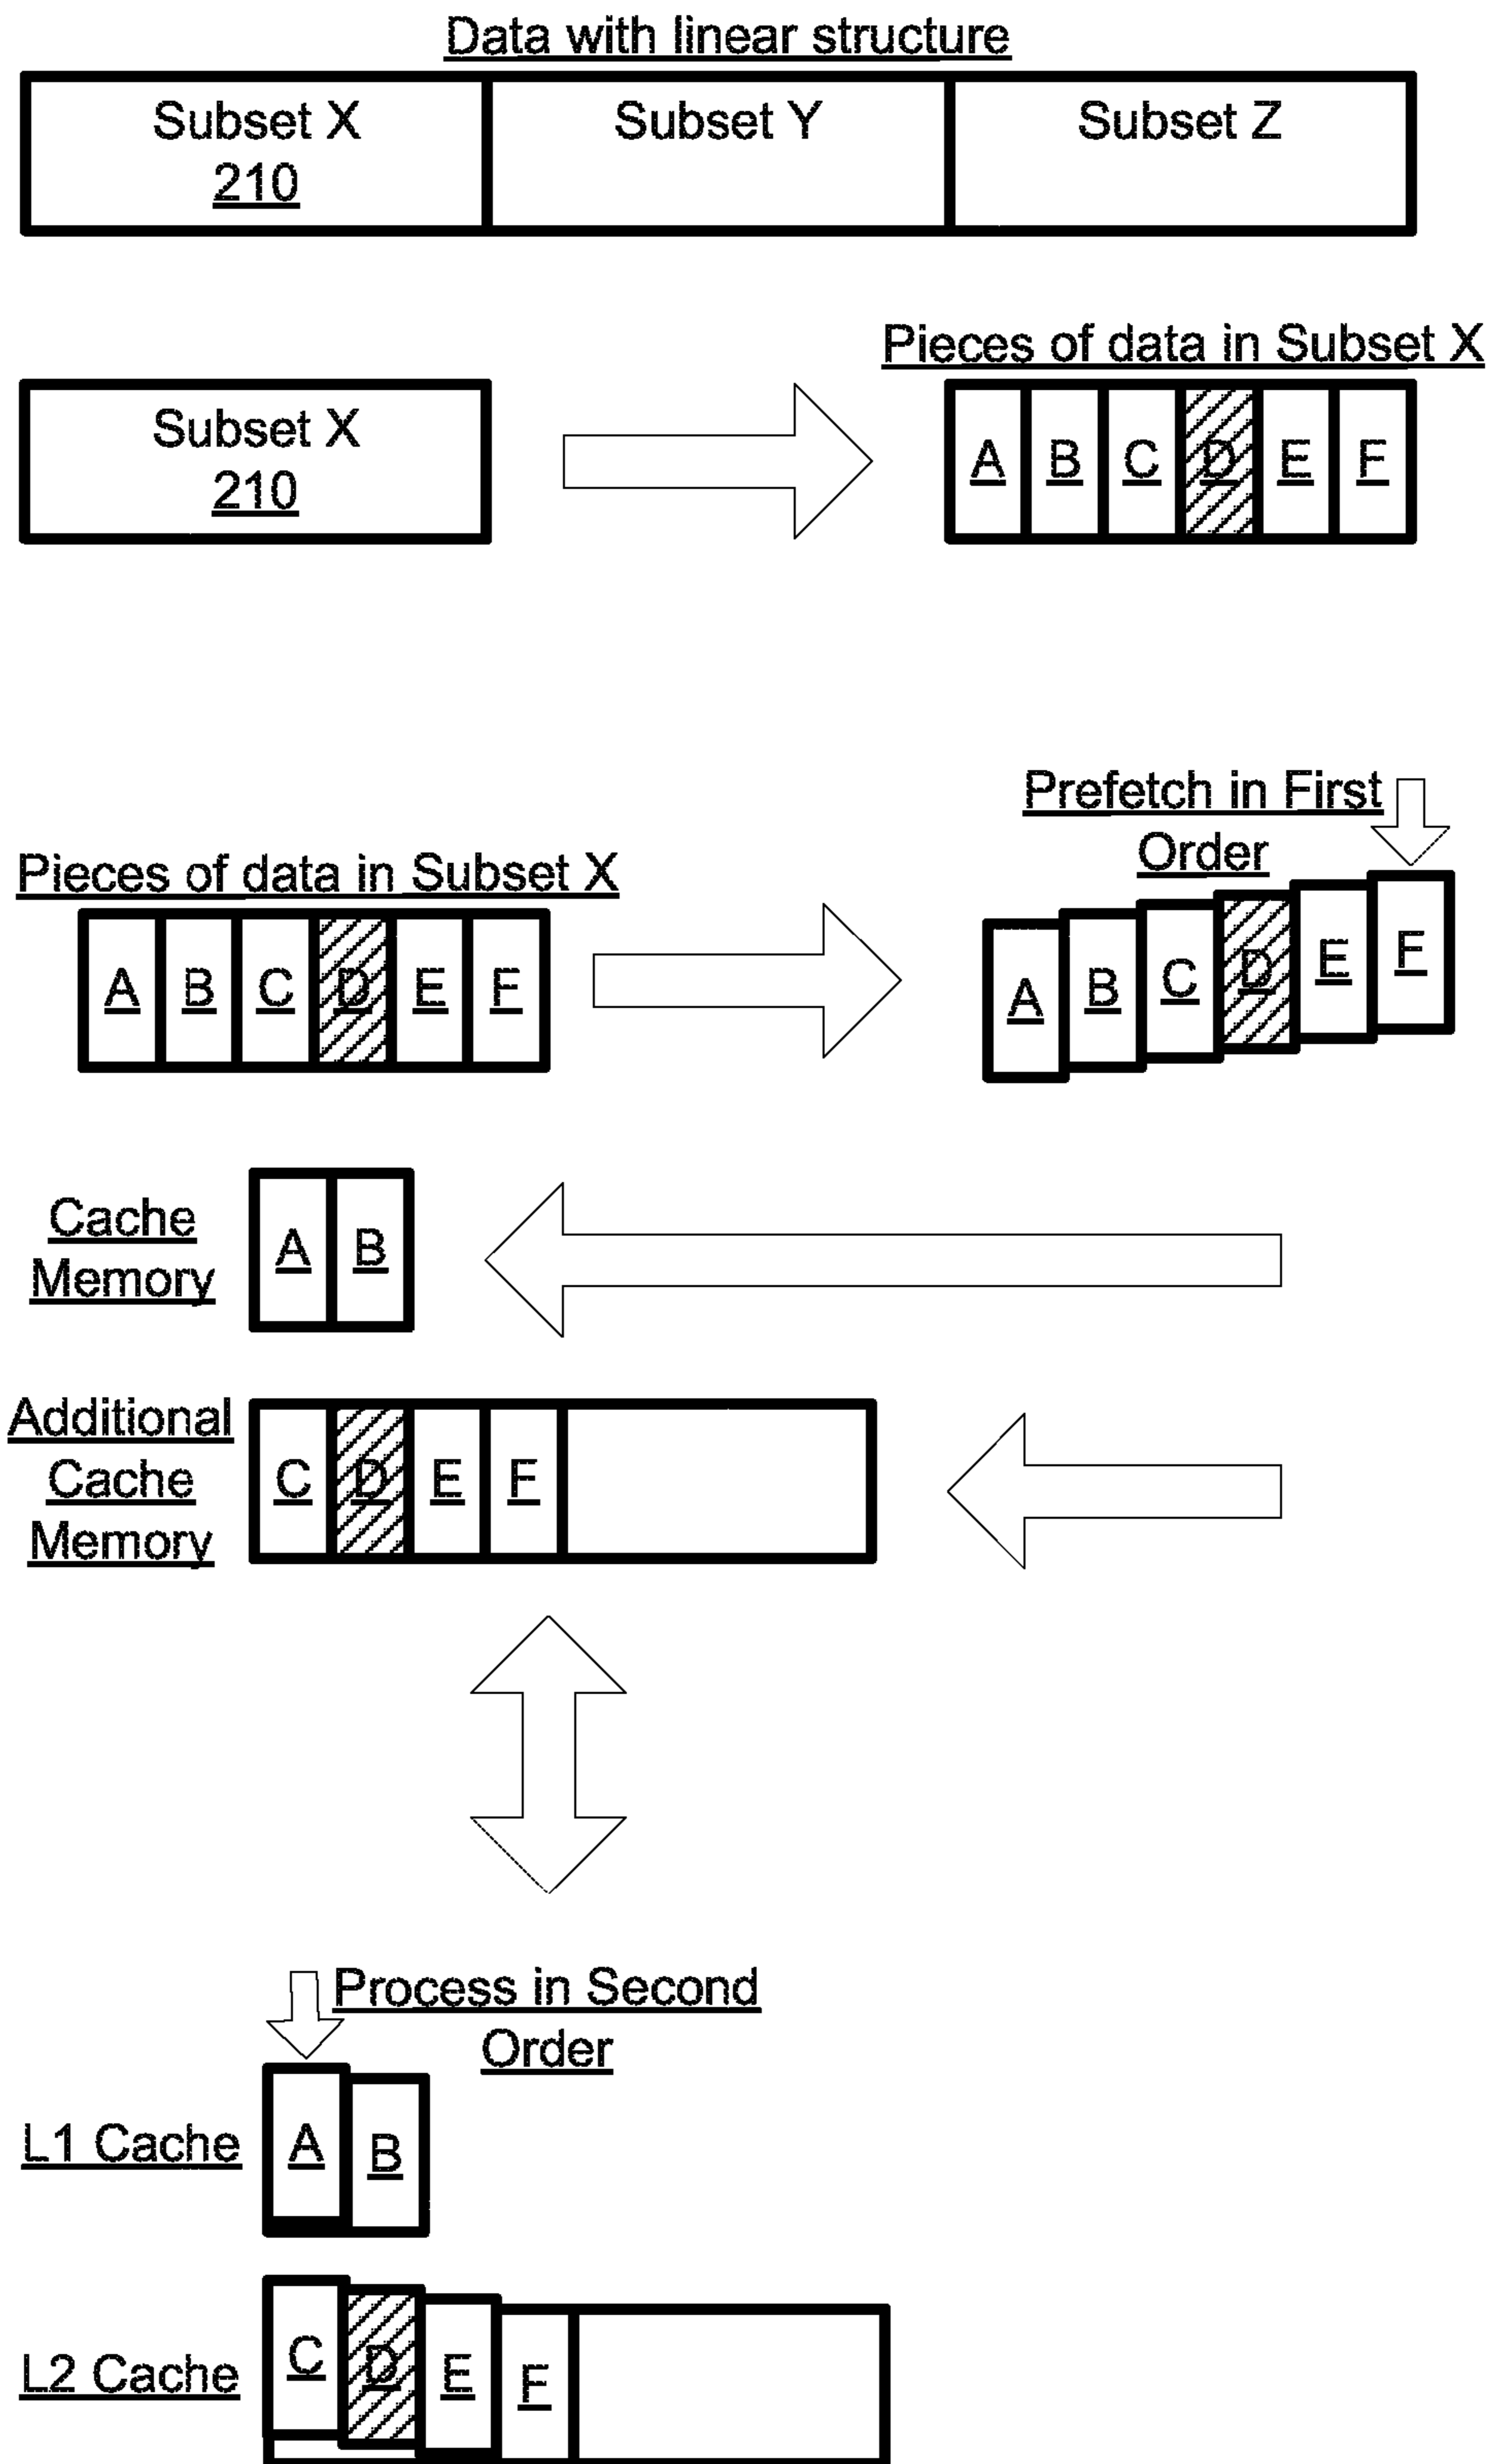 Data with linear structure
Subset X
210
Subset Y
Subset Z
Pieces of data in Subset X
Subset X
210
A B C D E F
Prefetch in First
Order
Pieces of data in Subset X
A B C D E F
A B C D E F
Cache
Memory
A B
Additional
Cache
Memory
C D E F
Process in Second
Order
L1 Cache
A B
L2 Cache
C D E F